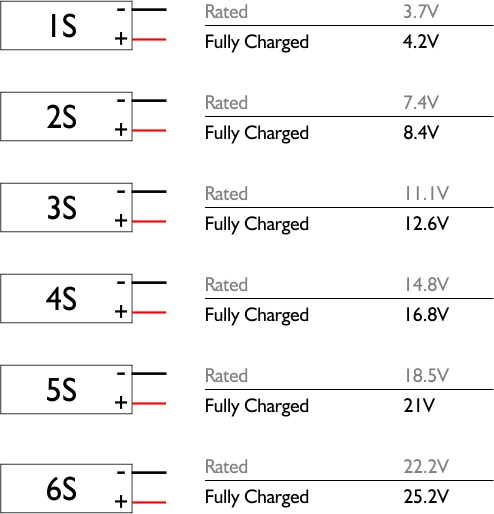 1S - + Rated 3.7V
Fully Charged 4.2V
2S - + Rated 7.4V
Fully Charged 8.4V
3S - + Rated 11.1V
Fully Charged 12.6V
4S - + Rated 14.8V
Fully Charged 16.8V
5S - + Rated 18.5V
Fully Charged 21V
6S - + Rated 22.2V
Fully Charged 25.2V